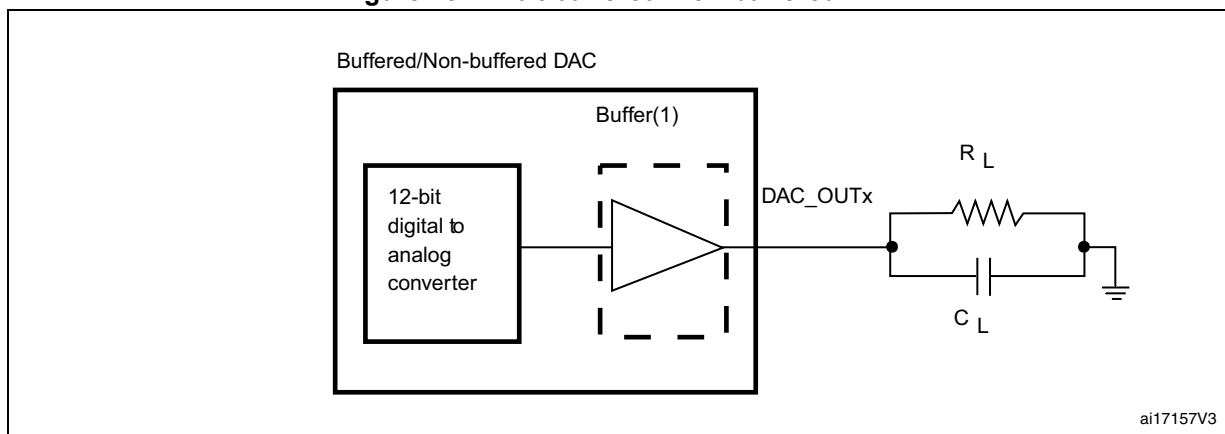 Buffered/Non-buffered DAC
Buffer(1)
12-bit
digital to
analog
converter
DAC_OUTx
R L
C L
ai17157V3